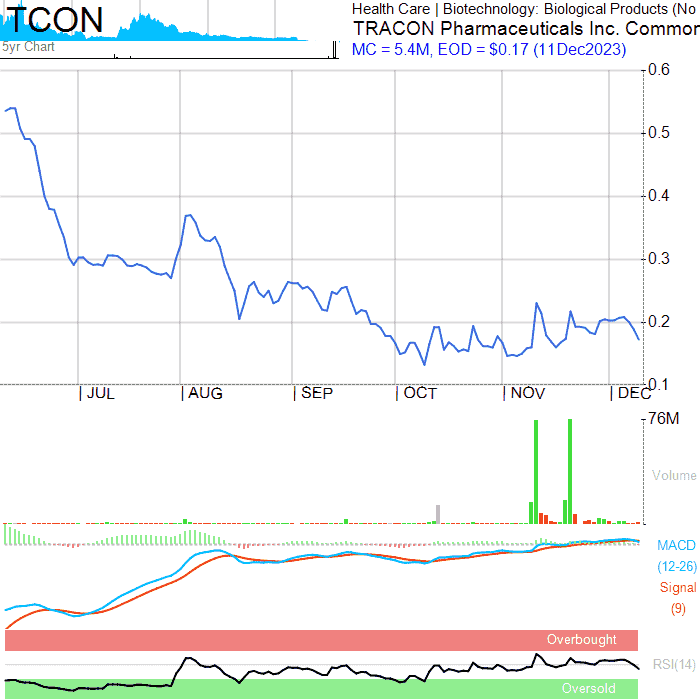 TCON
5yr Chart
Health Care | Biotechnology: Biological Products (No
TRACON Pharmaceuticals Inc. Common
MC = 5.4M, EOD = $0.17 (11Dec2023)
0.6
0.5
0.4
0.3
0.2
0.1
| JUL | AUG | SEP | OCT | NOV | DEC
76M
Volume
MACD
(12-26)
Signal
(9)
Overbought
RSI(14)
Oversold